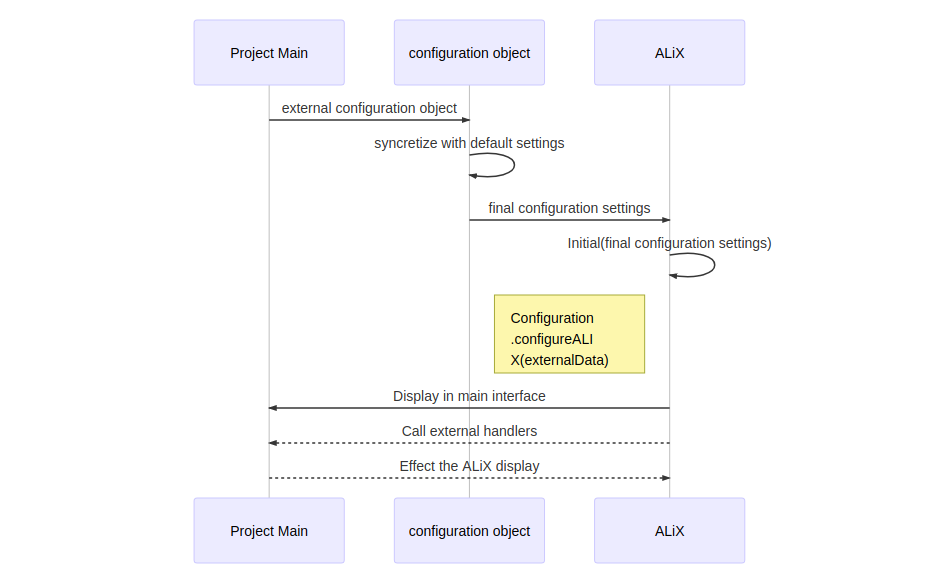 Project Main
configuration object
ALiX
external configuration object
syncretize with default settings
final configuration settings
Initial(final configuration settings)
Configuration
.configureALI
X(externalData)
Display in main interface
Call external handlers
Effect the ALiX display
Project Main
configuration object
ALiX